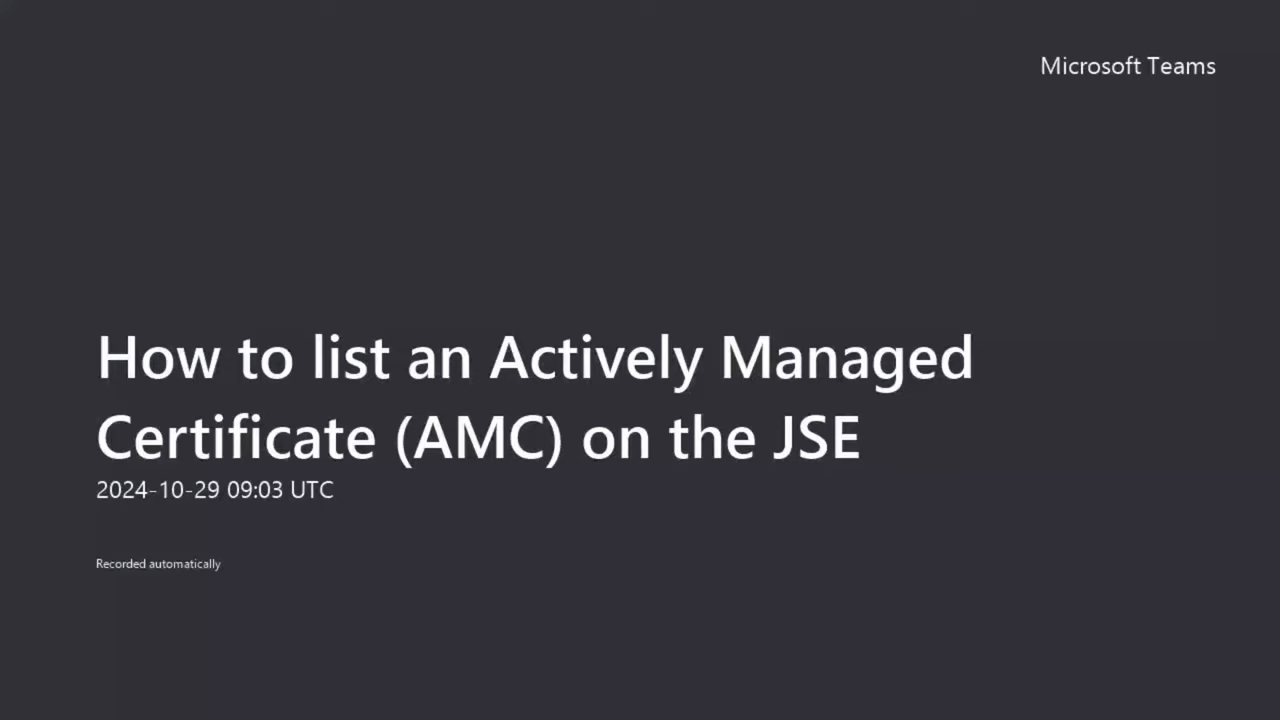 Microsoft Teams
How to list an Actively Managed
Certificate (AMC) on the JSE
2024-10-29 09:03 UTC
Recorded automatically